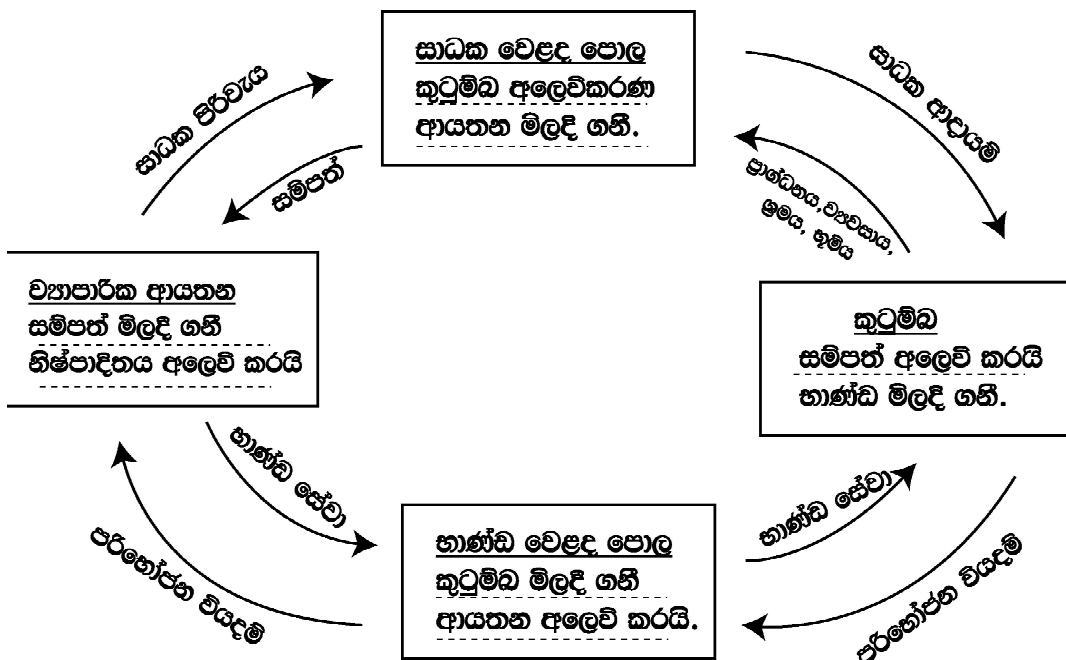 සාධක වෙළද පොල
කුටුම්බ අලෙවිකරණ
ආයතන මිලදි ගනී.
සාධක පිරිවැය
සම්පත්
සාධක ආදායම්
ප්‍රාග්ධනය,ව්‍යවසාය,
ශ්‍රමය, භූමිය
ව්‍යාපාරික ආයතන
සම්පත් මිලදී ගනී
නිෂ්පාදිතය අලෙවි කරයි
කුටුම්බ
සම්පත් අලෙවි කරයි
භාණ්ඩ මිලදි ගනී.
භාණ්ඩ සේවා
පරිභෝජන වියදම්
භාණ්ඩ වෙළද පොල
කුටුම්බ මිලදී ගනී
ආයතන අලෙවි කරයි.
භාණ්ඩ සේවා
පරිභෝජන වියදම්